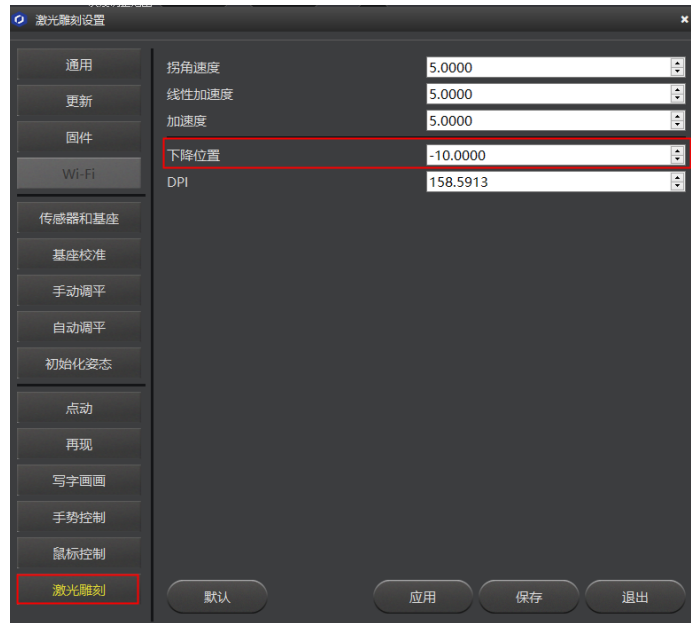 激光雕刻设置
通用
更新
固件
Wi-Fi
传感器和基座
基座校准
手动调平
自动调平
初始化姿态
点动
再现
写字画画
手势控制
鼠标控制
激光雕刻
拐角速度 5.0000
线性加速度 5.0000
加速度 5.0000
下降位置 -10.0000
DPI 158.5913
默认 应用 保存 退出